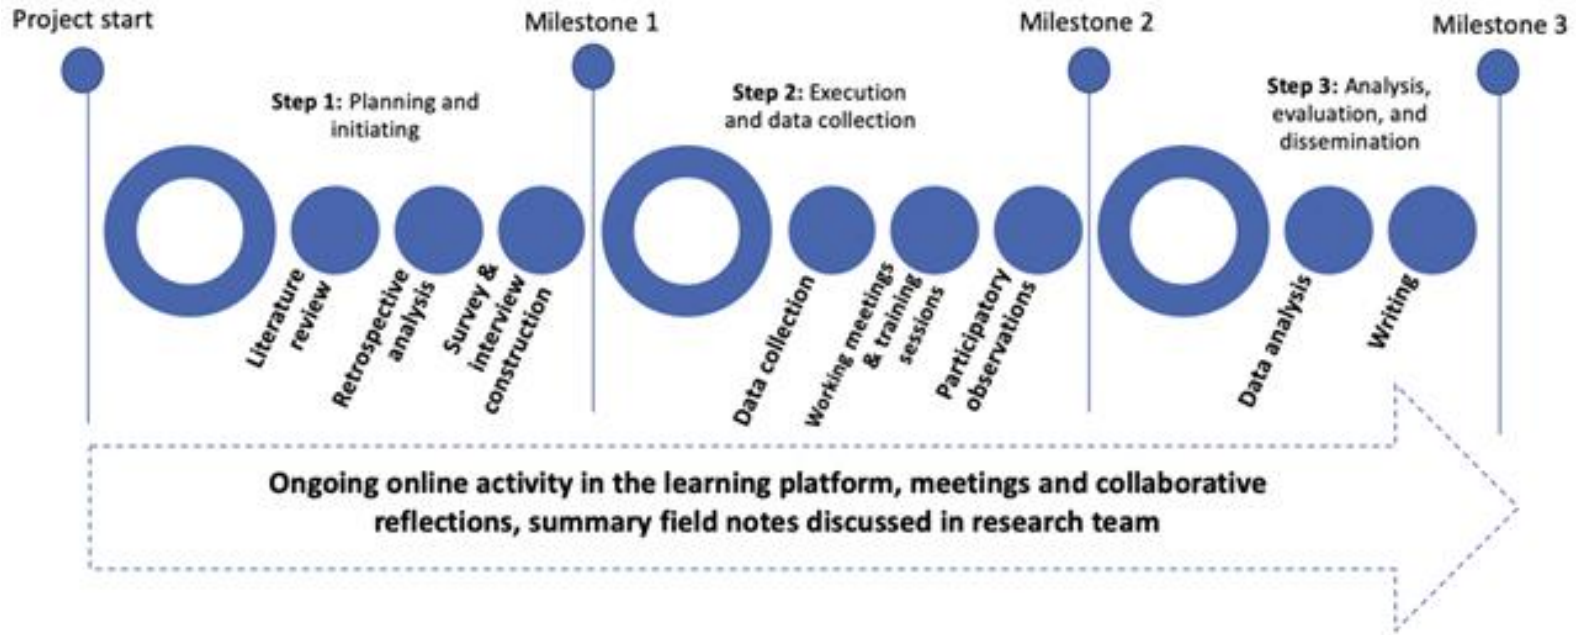 Project start
Milestone 1
Milestone 2
Milestone 3
Step 1: Planning and
initiating
Step 2: Execution
and data collection
Step 3: Analysis,
evaluation, and
dissemination
Literature
review
Retrospective
analysis
Survey &
interview
construction
Data collection
Working meetings
& training
sessions
Participatory
observations
Data analysis
Writing
Ongoing online activity in the learning platform, meetings and collaborative
reflections, summary field notes discussed in research team